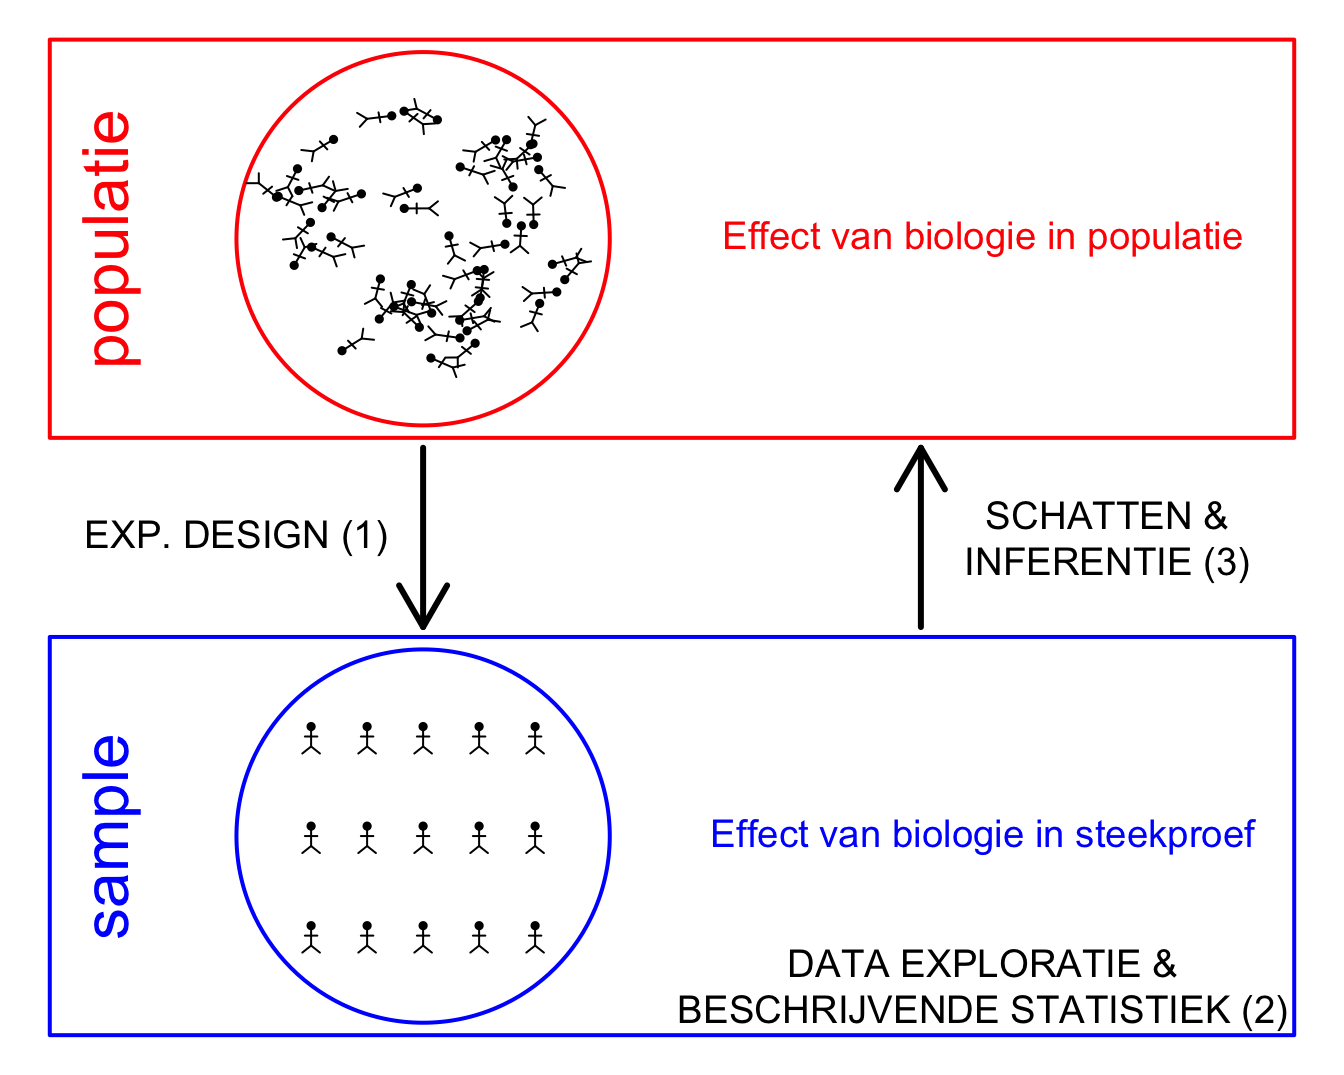 populatie
Effect van biologie in populatie
EXP. DESIGN (1)
SCHATTEN &
INFERENTIE (3)
sample
Effect van biologie in steekproef
DATA EXPLORATIE &
BESCHRIJVENDE STATISTIEK (2)